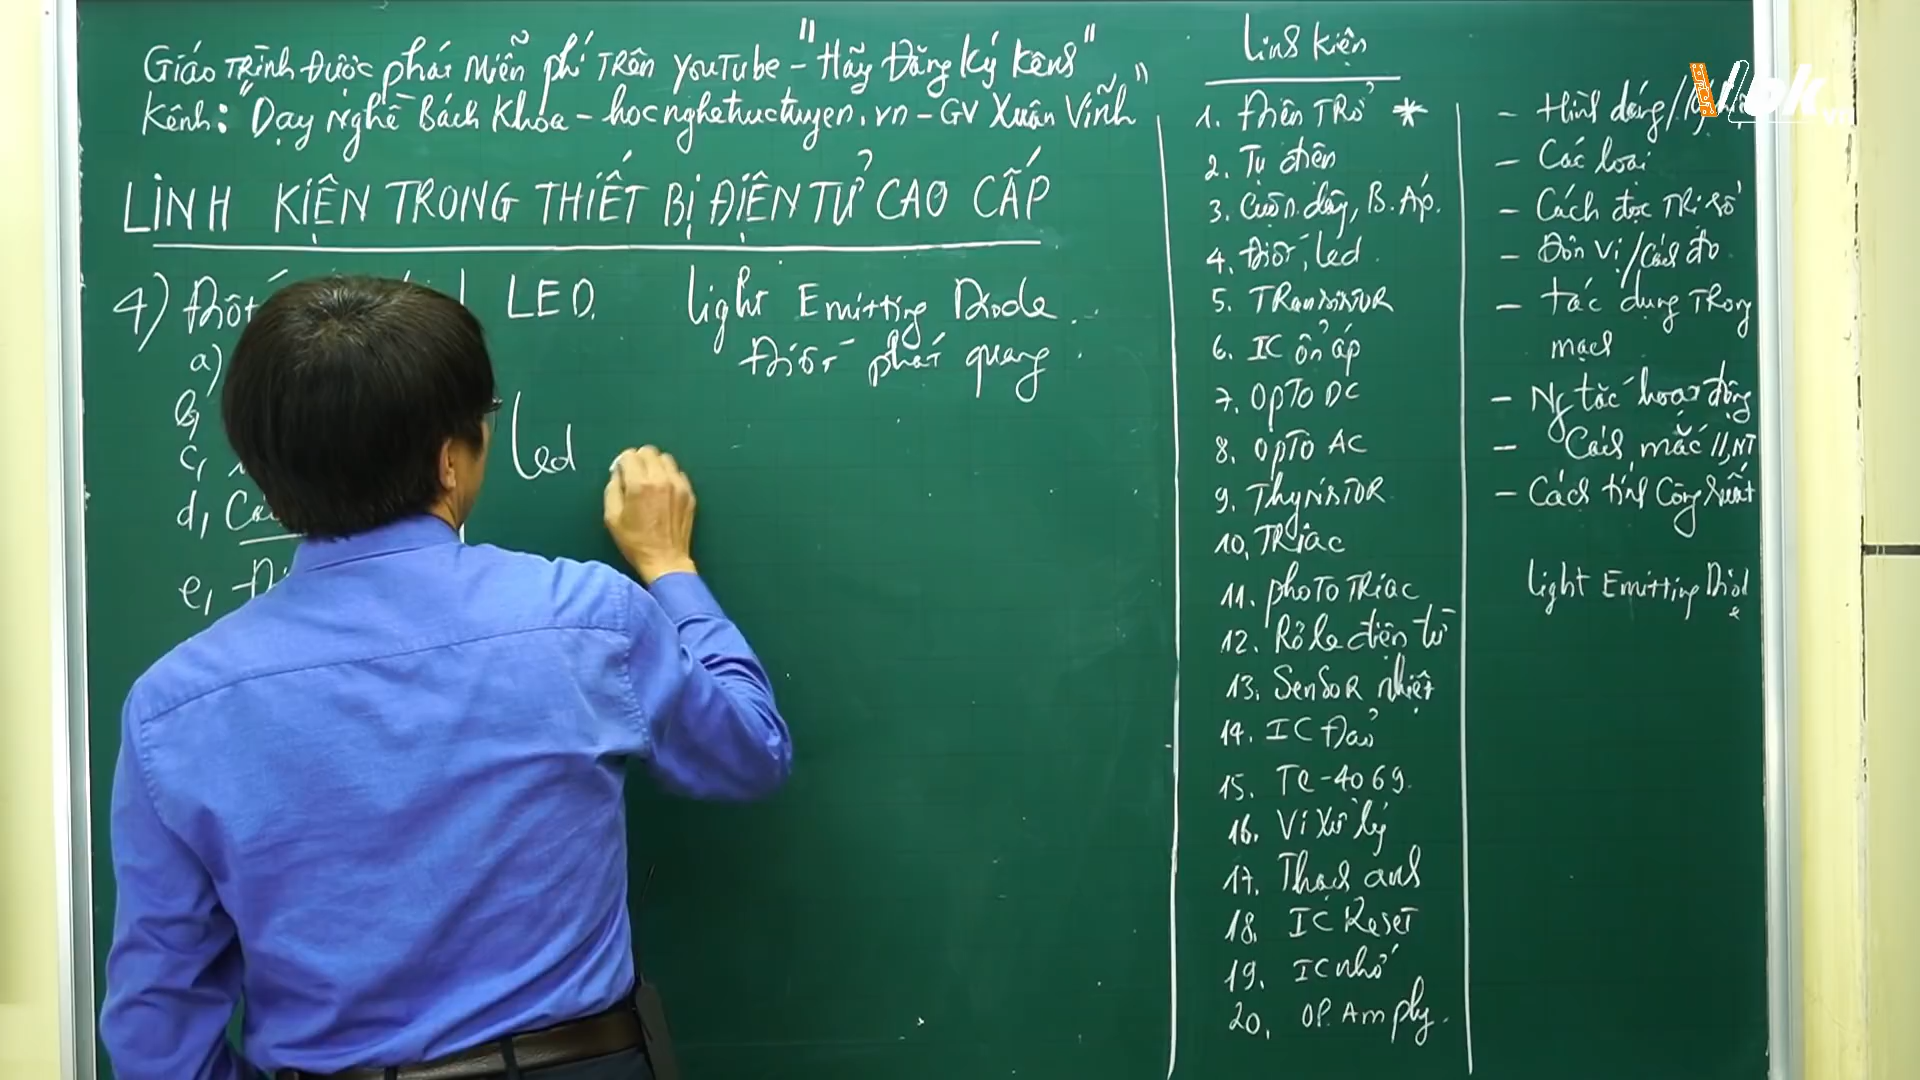 Giáo Trình Được phát Miễn phí Trên YouTube - "Hãy Đăng ký Kênh"
Kênh: "Dạy Nghề Bách Khoa - hocnghetructuyen.vn - GV Xuân Vinh"
LINH KIỆN TRONG THIẾT BỊ ĐIỆN TỬ CAO CẤP
4) Điốt LED. Light Emitting Diode.
Điốt phát quang.
a)
b,
c,
Led
d,
e,
Linh Kiện
1. Điện Trở *
2. Tụ điện
3. Cuộn dây, B. Áp.
4. Điốt, Led.
5. TRansisToR
6. IC ổn áp
7. OpTo DC
8. OpTo AC
9. ThyRisToR
10, TRiac
11. phoTo TRiac
12. Rơ le điện từ
13. SensoR nhiệt
14. IC Đảo
15. TC-4069.
16. Vi Xử lý
17. Thạch anh
18. IC Reset
19. IC nhớ
20, OP. Amply.
- Hình dáng/
- Các loại
- Cách đọc Trị số
- Đơn Vị/Cách đo
- Tác dụng Trong
mạch
- Ng tắc hoạt động
- Cách mắc //, NT
- Cách tính Công suất
Light Emitting Diode
Vok.vn